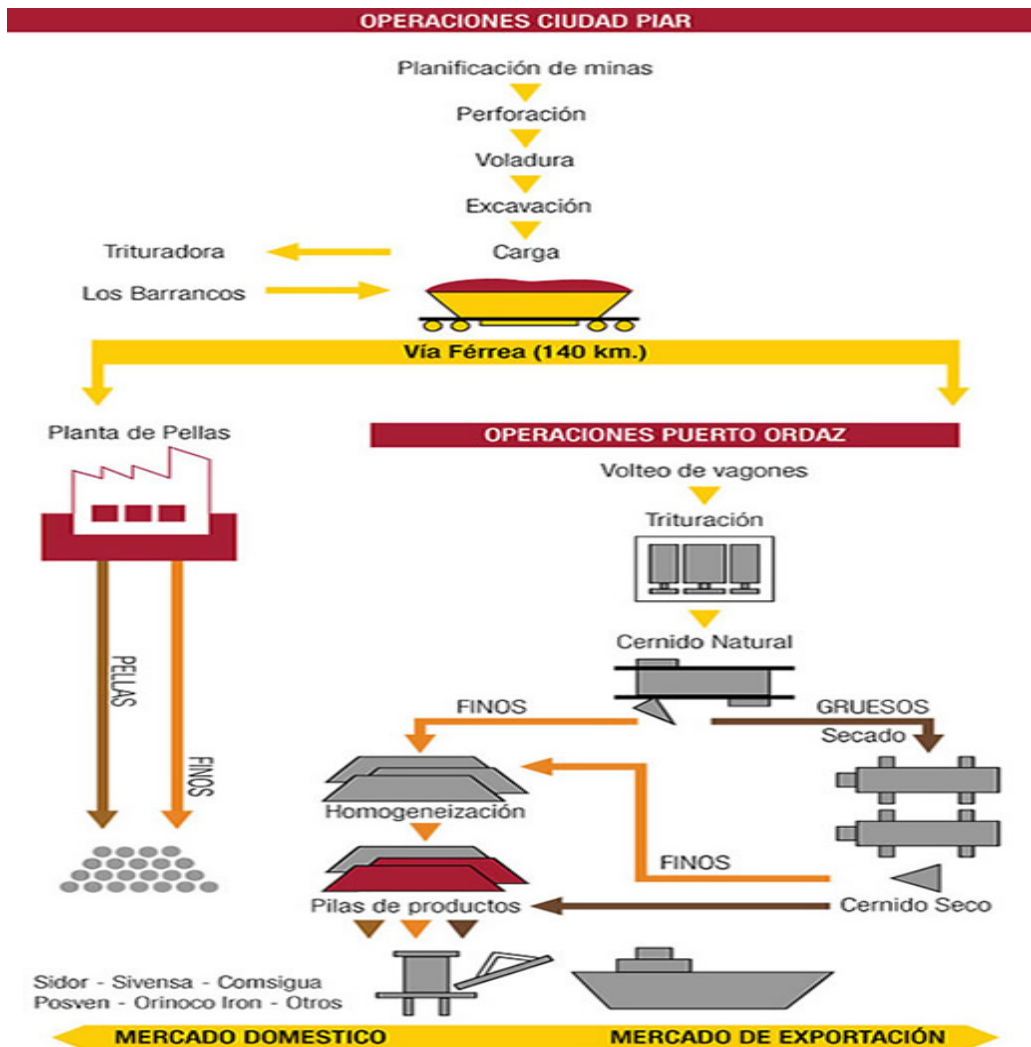 OPERACIONES CIUDAD PIAR
Planificación de minas
Perforación
Voladura
Excavación
Trituradora
Carga
Los Barrancos
Vía Férrea (140 km.)
Planta de Pellas
OPERACIONES PUERTO ORDAZ
Volteo de vagones
Trituración
Cernido Natural
PELLAS
FINOS
FINOS
GRUESOS
Secado
Homogeneización
FINOS
Pilas de productos
Cernido Seco
Sidor - Sivensa - Comsigua
Posven - Orinoco Iron - Otros
MERCADO DOMESTICO
MERCADO DE EXPORTACIÓN